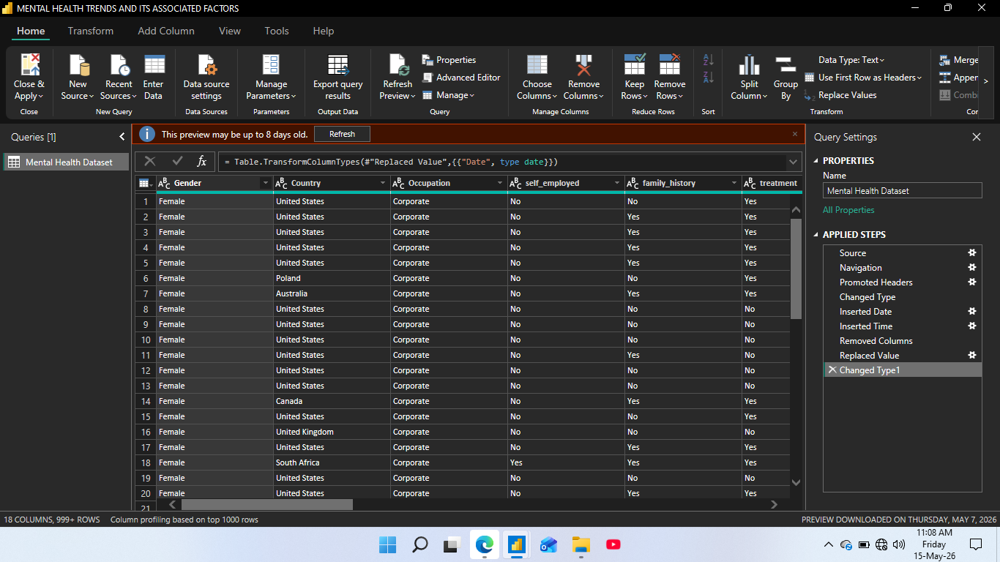 MENTAL HEALTH TRENDS AND ITS ASSOCIATED FACTORS
Home Transform Add Column View Tools Help
Close & Apply
Close
New Source
Recent Sources
Enter Data
New Query
Data source settings
Data Sources
Manage Parameters
Parameters
Export query results
Output Data
Refresh Preview
Properties
Advanced Editor
Manage
Query
Choose Columns
Remove Columns
Manage Columns
Keep Rows
Remove Rows
Reduce Rows
Sort
Split Column
Group By
Data Type: Text
Use First Row as Headers
Replace Values
Transform
Merge
Apper
Combi
Cor
Queries [1]
Mental Health Dataset
This preview may be up to 8 days old. Refresh
fx = Table.TransformColumnTypes(#"Replaced Value",{{"Date", type date}})
Gender Country Occupation self_employed family_history treatment
1 Female United States Corporate No No Yes
2 Female United States Corporate No Yes Yes
3 Female United States Corporate No Yes Yes
4 Female United States Corporate No Yes Yes
5 Female United States Corporate No Yes Yes
6 Female Poland Corporate No No Yes
7 Female Australia Corporate No Yes Yes
8 Female United States Corporate No No No
9 Female United States Corporate No No No
10 Female United States Corporate No No No
11 Female United States Corporate No Yes No
12 Female United States Corporate No No No
13 Female United States Corporate No No No
14 Female Canada Corporate No Yes Yes
15 Female United States Corporate No No Yes
16 Female United Kingdom Corporate No No No
17 Female United States Corporate No Yes Yes
18 Female South Africa Corporate Yes Yes Yes
19 Female United States Corporate No No No
20 Female United States Corporate No Yes Yes
21
Query Settings
PROPERTIES
Name
Mental Health Dataset
All Properties
APPLIED STEPS
Source
Navigation
Promoted Headers
Changed Type
Inserted Date
Inserted Time
Removed Columns
Replaced Value
Changed Type1
18 COLUMNS, 999+ ROWS Column profiling based on top 1000 rows
PREVIEW DOWNLOADED ON THURSDAY, MAY 7, 2026
11:08 AM
Friday
15-May-26